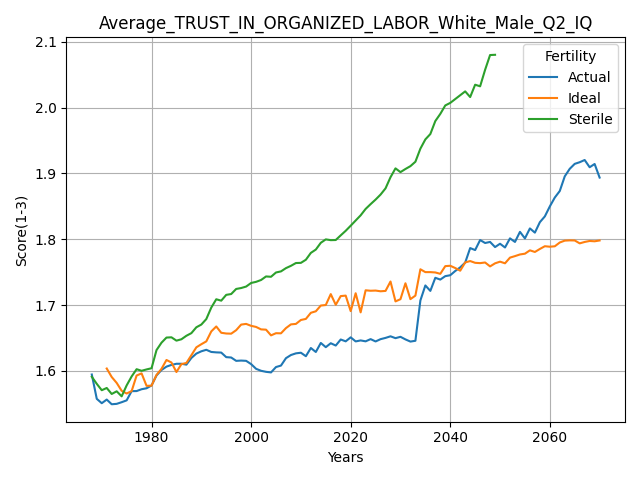 Average_TRUST_IN_ORGANIZED_LABOR_White_Male_Q2_IQ
Fertility
Actual
Ideal
Sterile
Score(1-3)
2.1
2.0
1.9
1.8
1.7
1.6
1980
2000
2020
2040
2060
Years